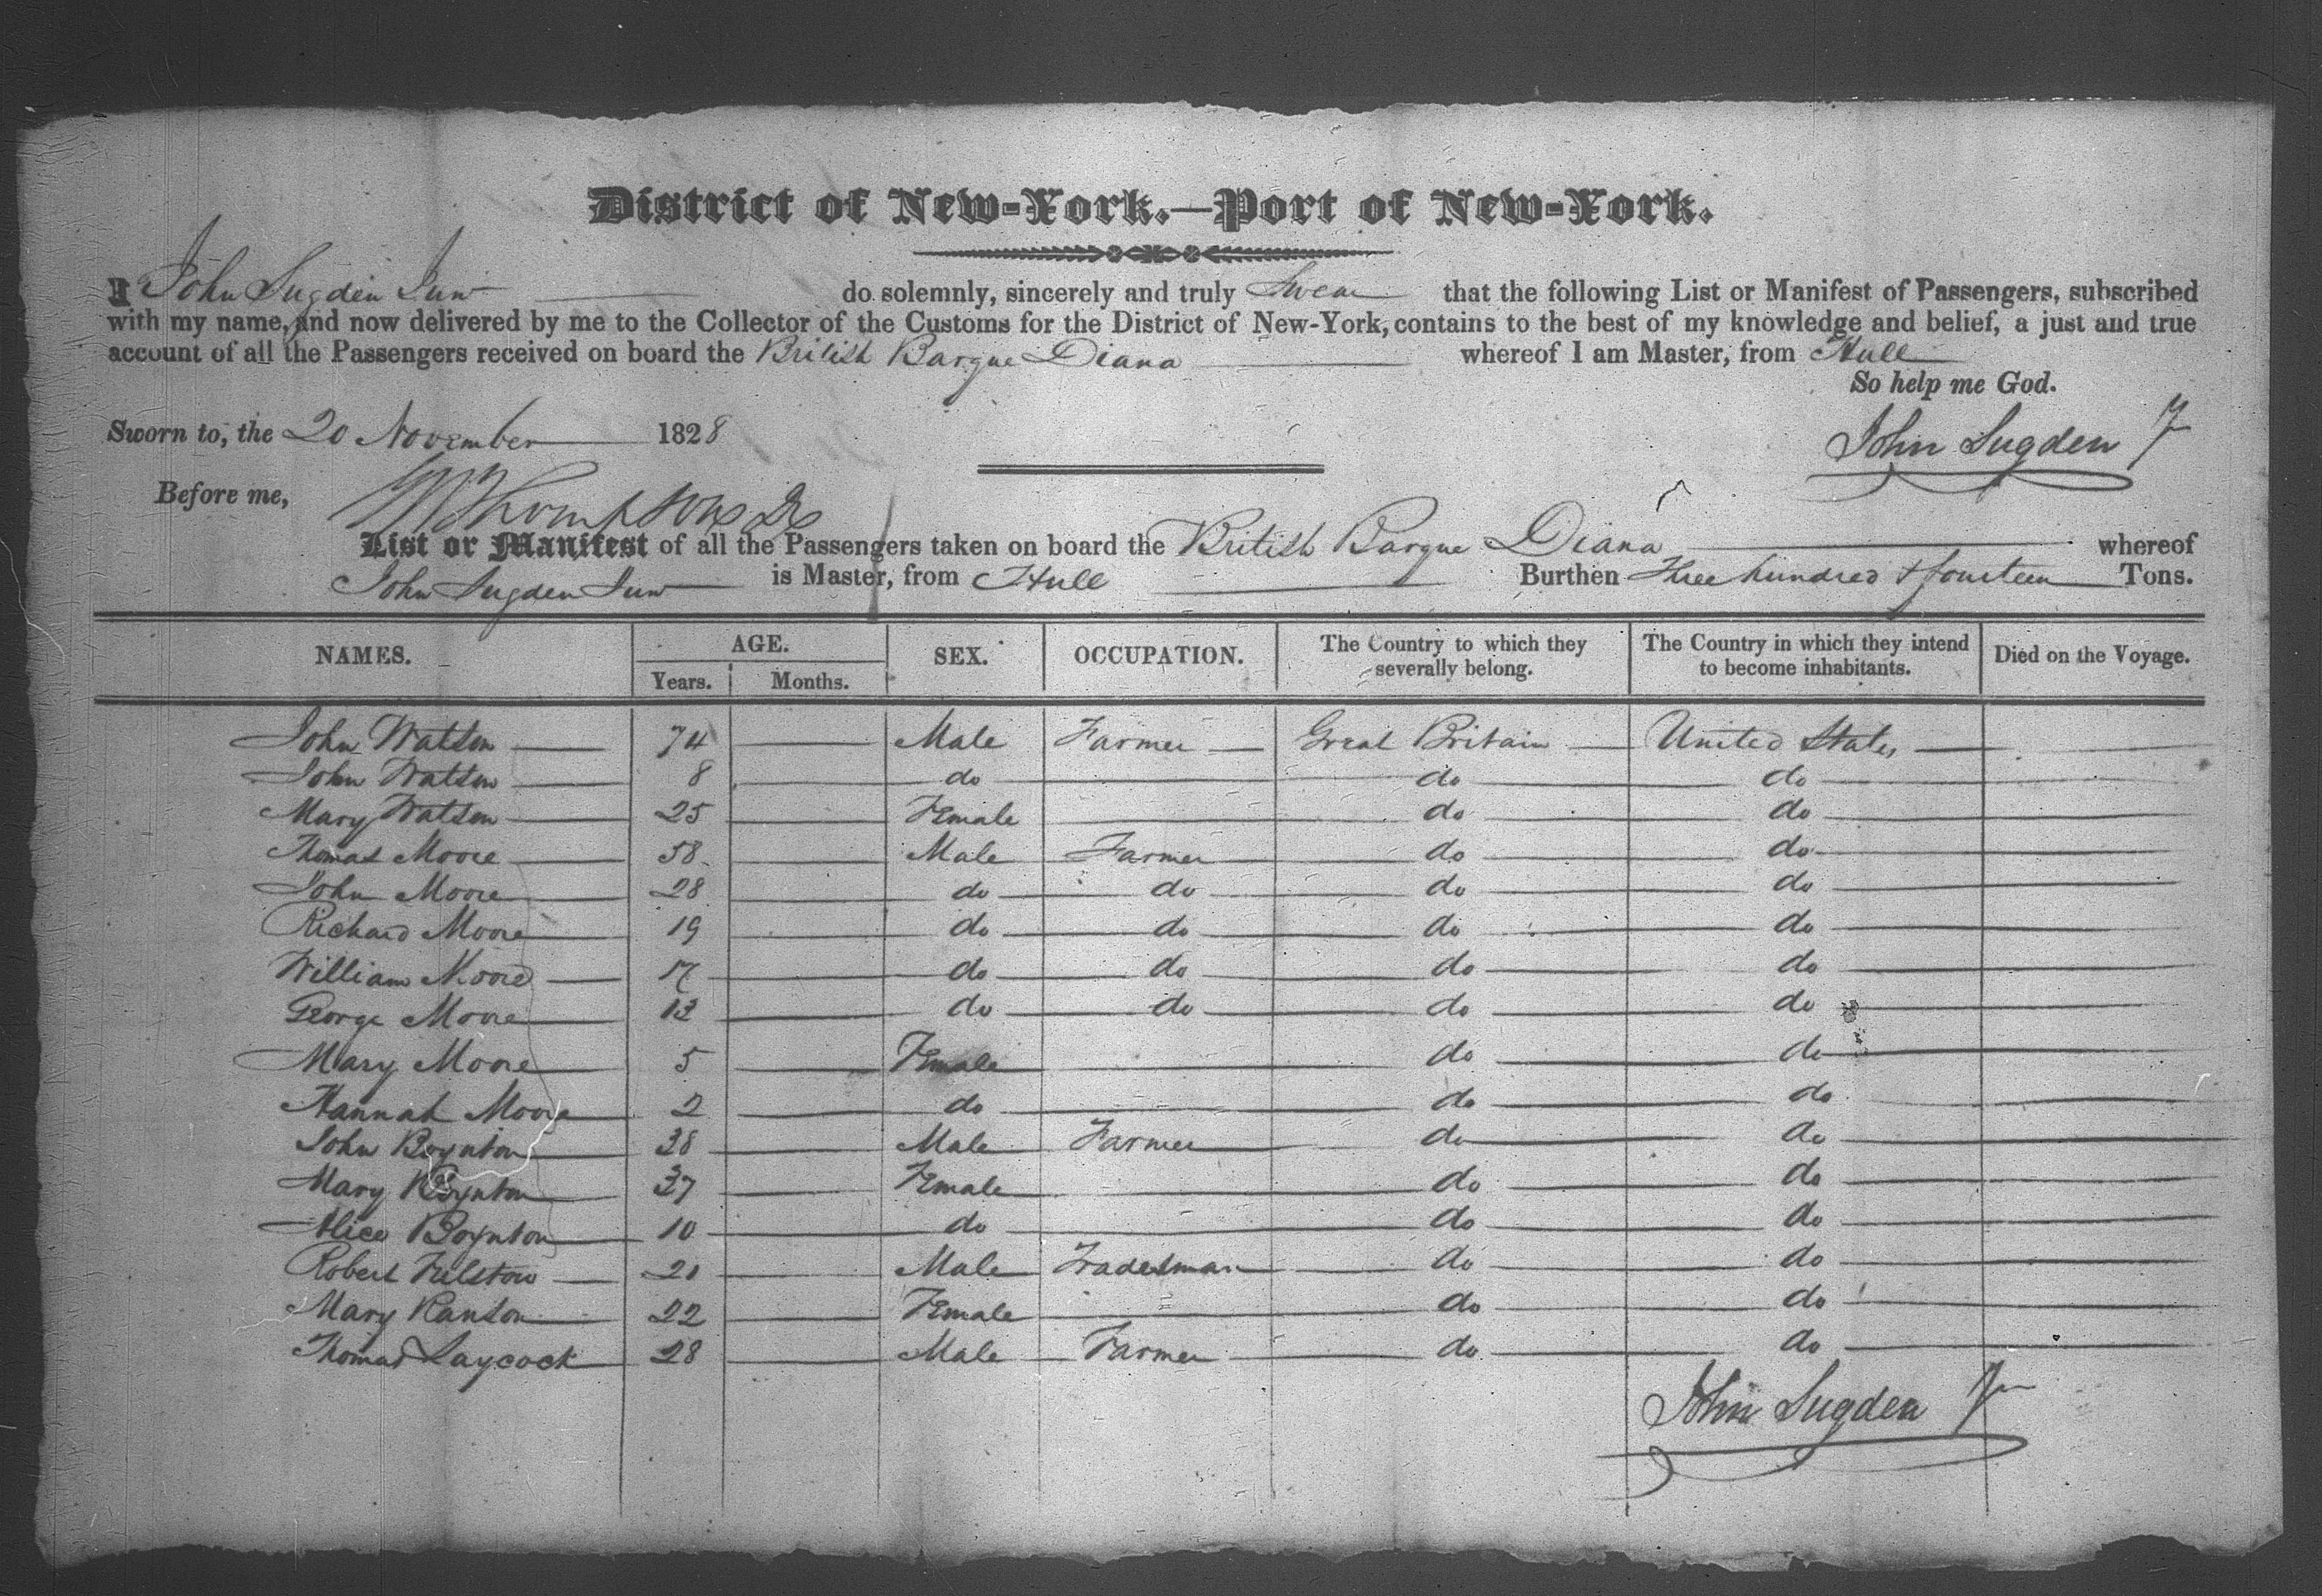 District of New-York.—Port of New-York.
I John Sugden Junr do solemnly, sincerely and truly Swear that the following List or Manifest of Passengers, subscribed
with my name, and now delivered by me to the Collector of the Customs for the District of New-York, contains to the best of my knowledge and belief, a just and true
account of all the Passengers received on board the British Barque Diana whereof I am Master, from Hull
So help me God.
Sworn to, the 20 November 1828
John Sugden Jr
Before me,
Thompson
List or Manifest of all the Passengers taken on board the British Barque Diana whereof
John Sugden Junr is Master, from Hull Burthen Three hundred & fourteen Tons.
NAMES. AGE. Years. Months. SEX. OCCUPATION. The Country to which they severally belong. The Country in which they intend to become inhabitants. Died on the Voyage.
John Watson 74 Male Farmer Great Britain United States
John Watson 8 do do do
Mary Watson 25 Female do do
Thomas Moore 58 Male Farmer do do
John Moore 28 do do do do
Richard Moore 19 do do do do
William Moore do do do do
George Moore 13 do do do do
Mary Moore 5 Female do do
Hannah Moore 2 do do do
John Boynton 38 Male Farmer do do
Mary Boynton 37 Female do do
Alice Boynton 10 do do do
Robert 21 Male Tradesman do do
Mary Ranson 22 Female do do
Thomas Laycock 28 Male Farmer do do
John Sugden Jr